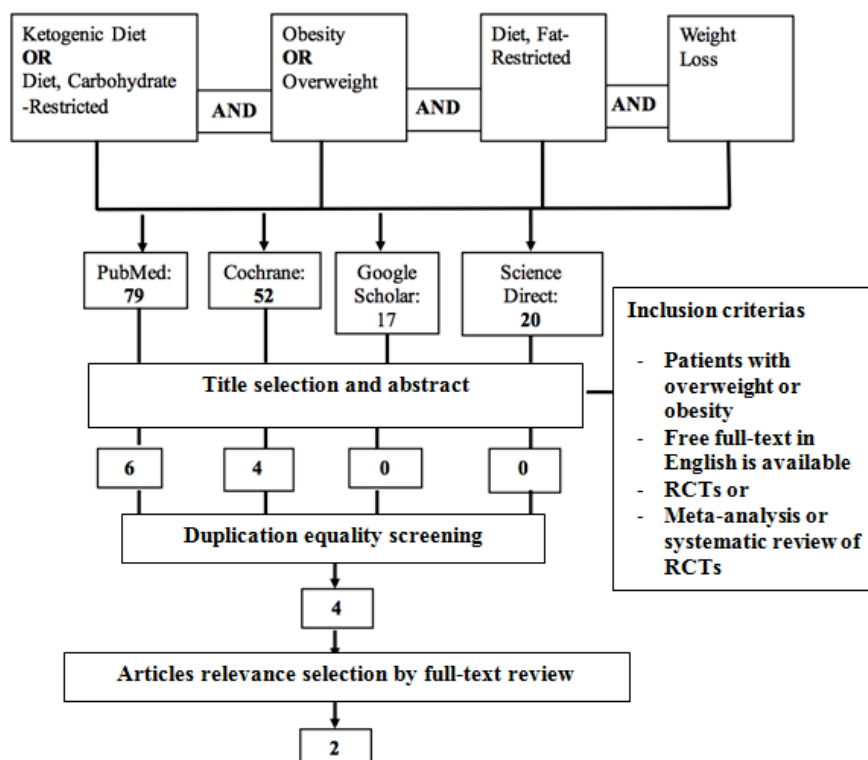 Ketogenic Diet
OR
Diet, Carbohydrate
-Restricted
AND
Obesity
OR
Overweight
AND
Diet, Fat-
Restricted
AND
Weight
Loss
PubMed:
79
Cochrane:
52
Google
Scholar:
17
Science
Direct:
20
Inclusion criterias
- Patients with
overweight or
obesity
- Free full-text in
English is available
- RCTs or
- Meta-analysis or
systematic review of
RCTs
Title selection and abstract
6
4
0
0
Duplication equality screening
4
Articles relevance selection by full-text review
2